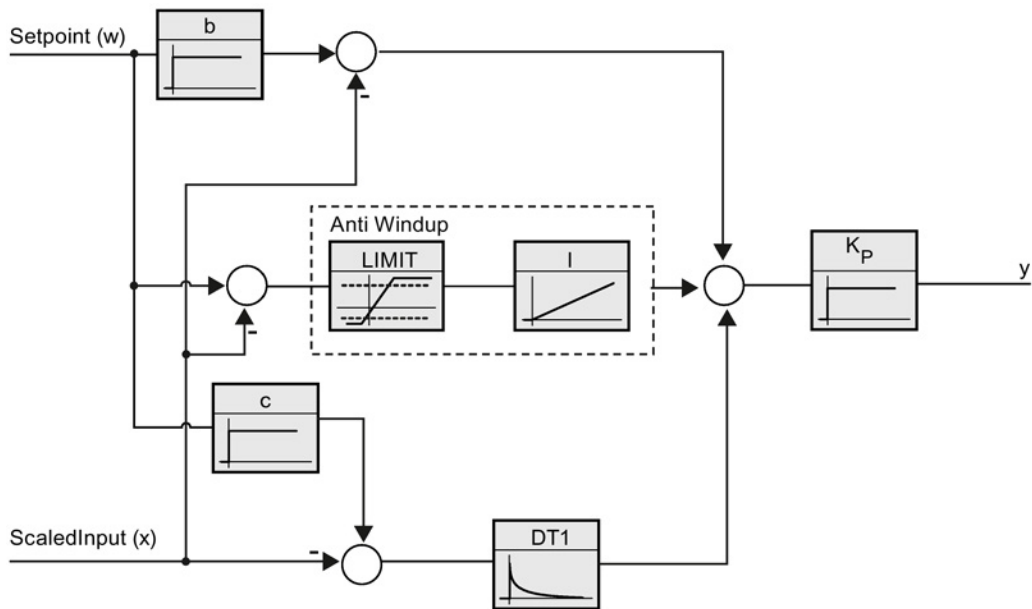 Setpoint (w)
b
-
Anti Windup
LIMIT
I
K_P
y
-
c
ScaledInput (x)
-
DT1